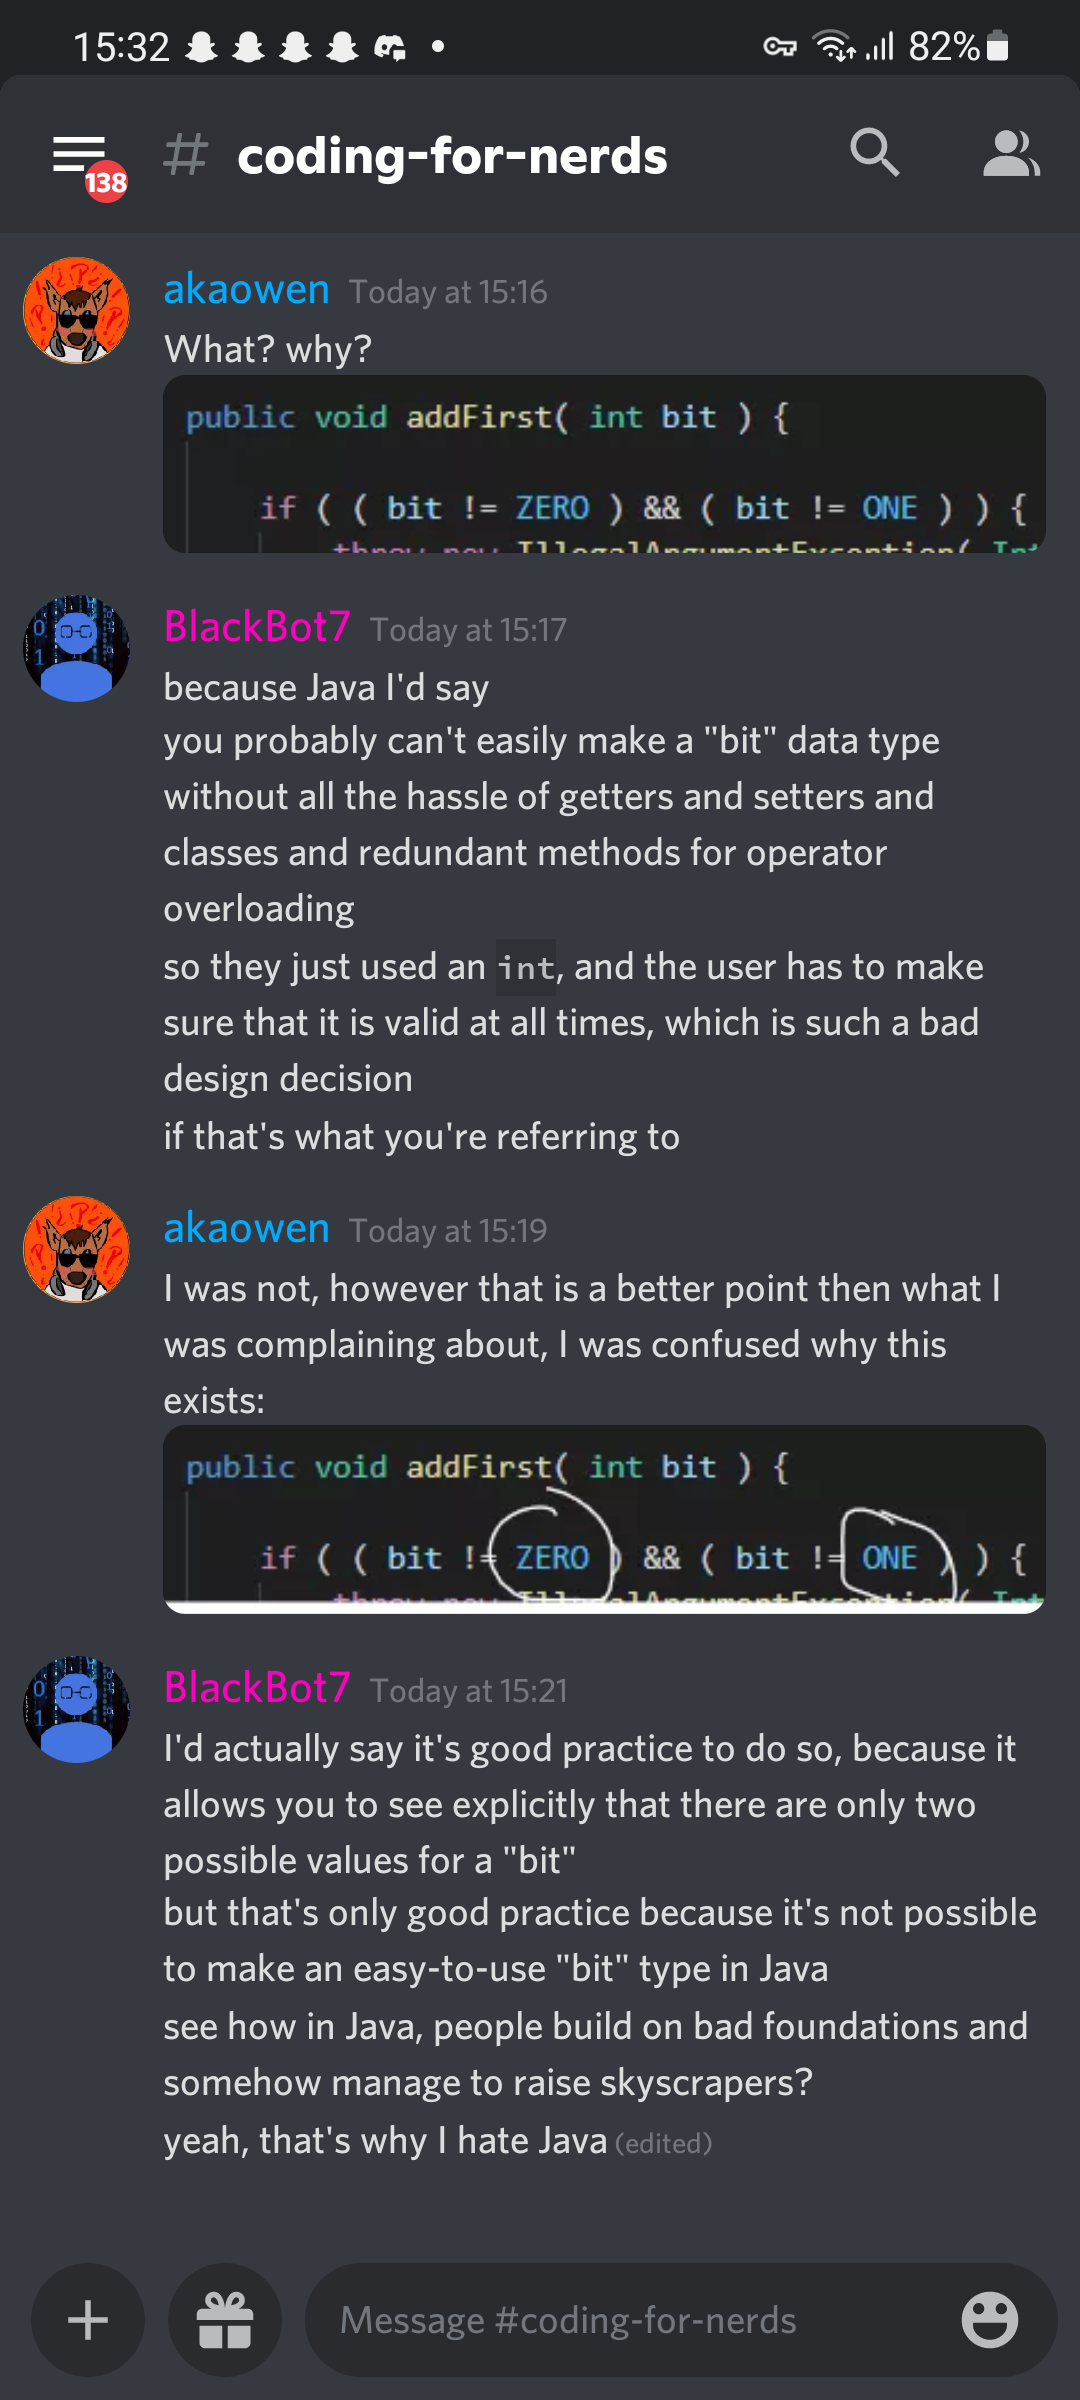 15:32 82%
138 # coding-for-nerds
akaowen Today at 15:16
What? why?
public void addFirst( int bit ) {
if ( ( bit != ZERO ) && ( bit != ONE ) ) {
throw new IllegalArgumentException( Int
BlackBot7 Today at 15:17
because Java I'd say
you probably can't easily make a "bit" data type
without all the hassle of getters and setters and
classes and redundant methods for operator
overloading
so they just used an int, and the user has to make
sure that it is valid at all times, which is such a bad
design decision
if that's what you're referring to
akaowen Today at 15:19
I was not, however that is a better point then what I
was complaining about, I was confused why this
exists:
public void addFirst( int bit ) {
if ( ( bit != ZERO ) && ( bit != ONE ) ) {
throw new IllegalArgumentException( Int
BlackBot7 Today at 15:21
I'd actually say it's good practice to do so, because it
allows you to see explicitly that there are only two
possible values for a "bit"
but that's only good practice because it's not possible
to make an easy-to-use "bit" type in Java
see how in Java, people build on bad foundations and
somehow manage to raise skyscrapers?
yeah, that's why I hate Java (edited)
Message #coding-for-nerds